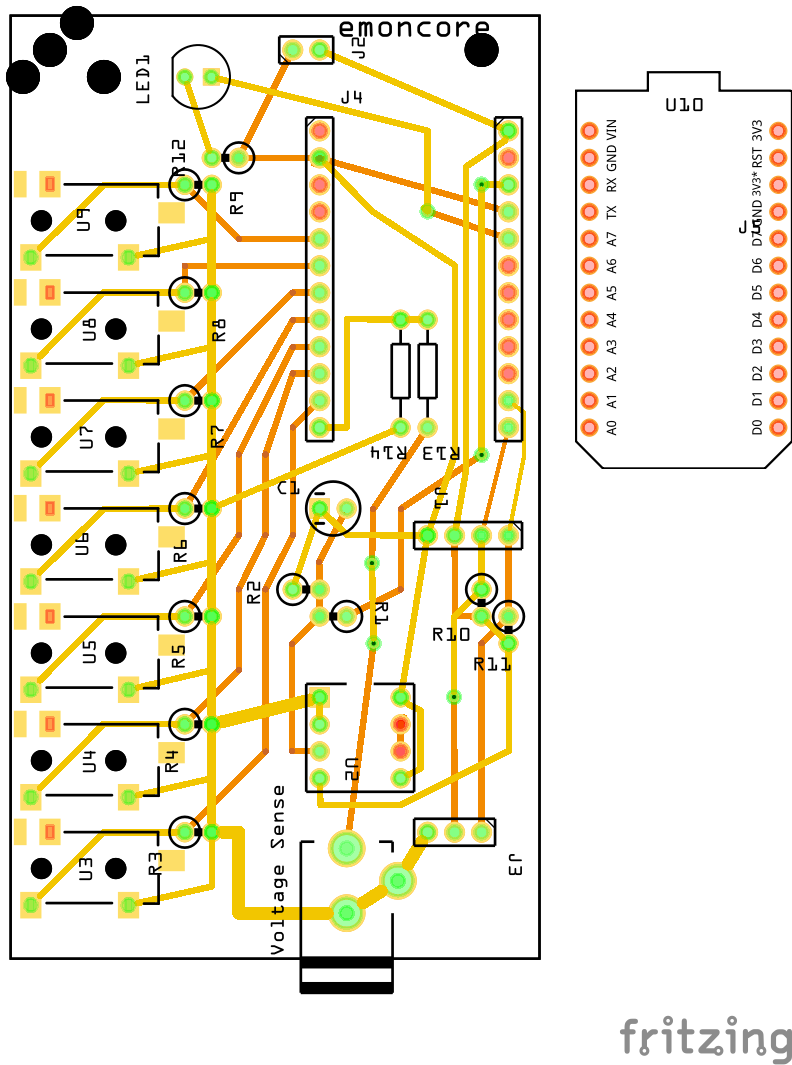 emoncore
J2
LED1
J4
U10
R12
R9
U9
VIN 3V3
GND RST
RX 3V3*
TX GND
J5
A7 D7
A6 D6
A5 D5
A4 D4
A3 D3
A2 D2
A1 D1
A0 D0
U8
R8
U7
R7
R14
R13
C1
J1
U6
R6
R2
R1
R10
R11
U5
R5
U4
R4
U2
Voltage Sense
U3
R3
J3
fritzing